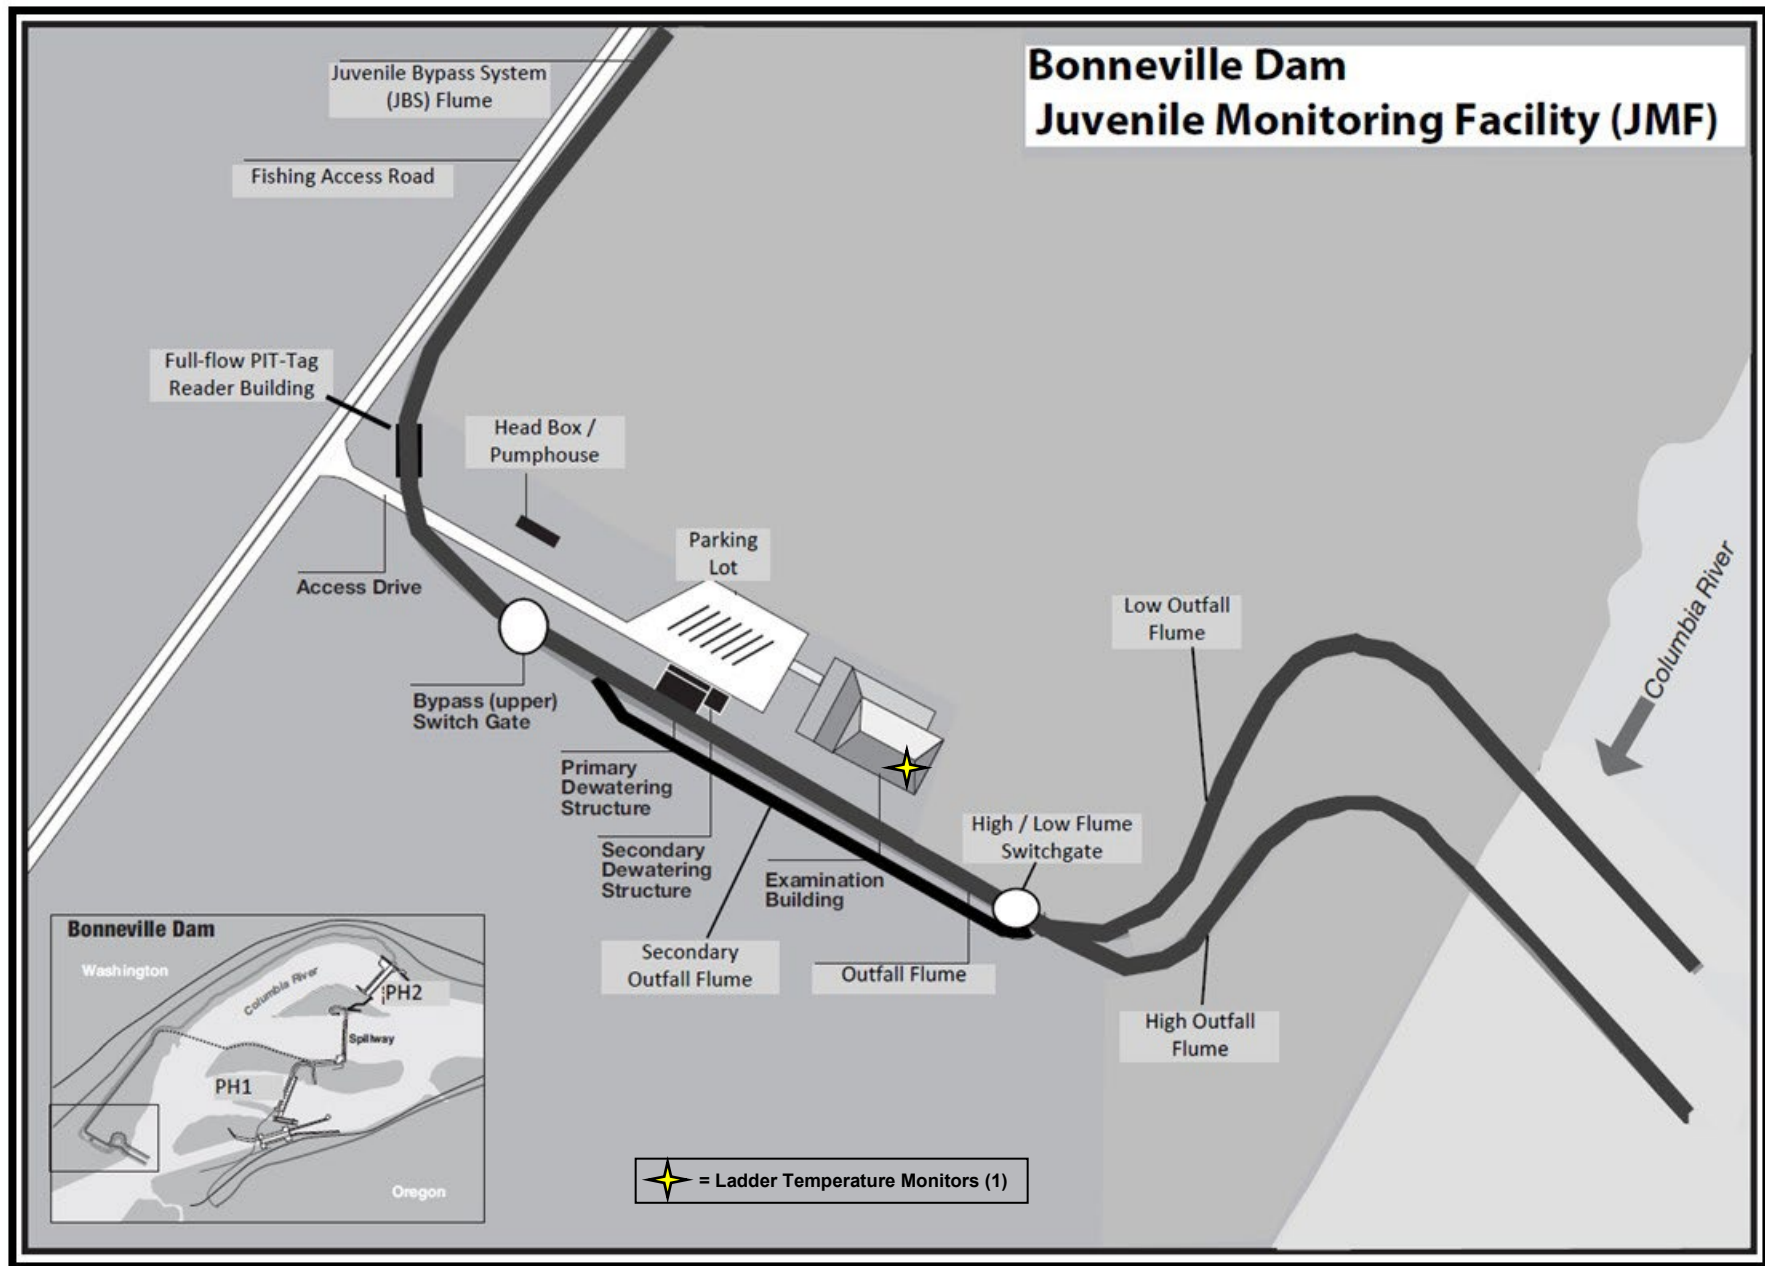 Bonneville Dam
Juvenile Monitoring Facility (JMF)
Juvenile Bypass System
(JBS) Flume
Fishing Access Road
Full-flow PIT-Tag
Reader Building
Head Box /
Pumphouse
Parking
Lot
Access Drive
Bypass (upper)
Switch Gate
Primary
Dewatering
Structure
Secondary
Dewatering
Structure
Examination
Building
Secondary
Outfall Flume
Outfall Flume
High / Low Flume
Switchgate
Low Outfall
Flume
High Outfall
Flume
Columbia River
Bonneville Dam
Washington
Columbia River
PH2
Spillway
PH1
Oregon
= Ladder Temperature Monitors (1)